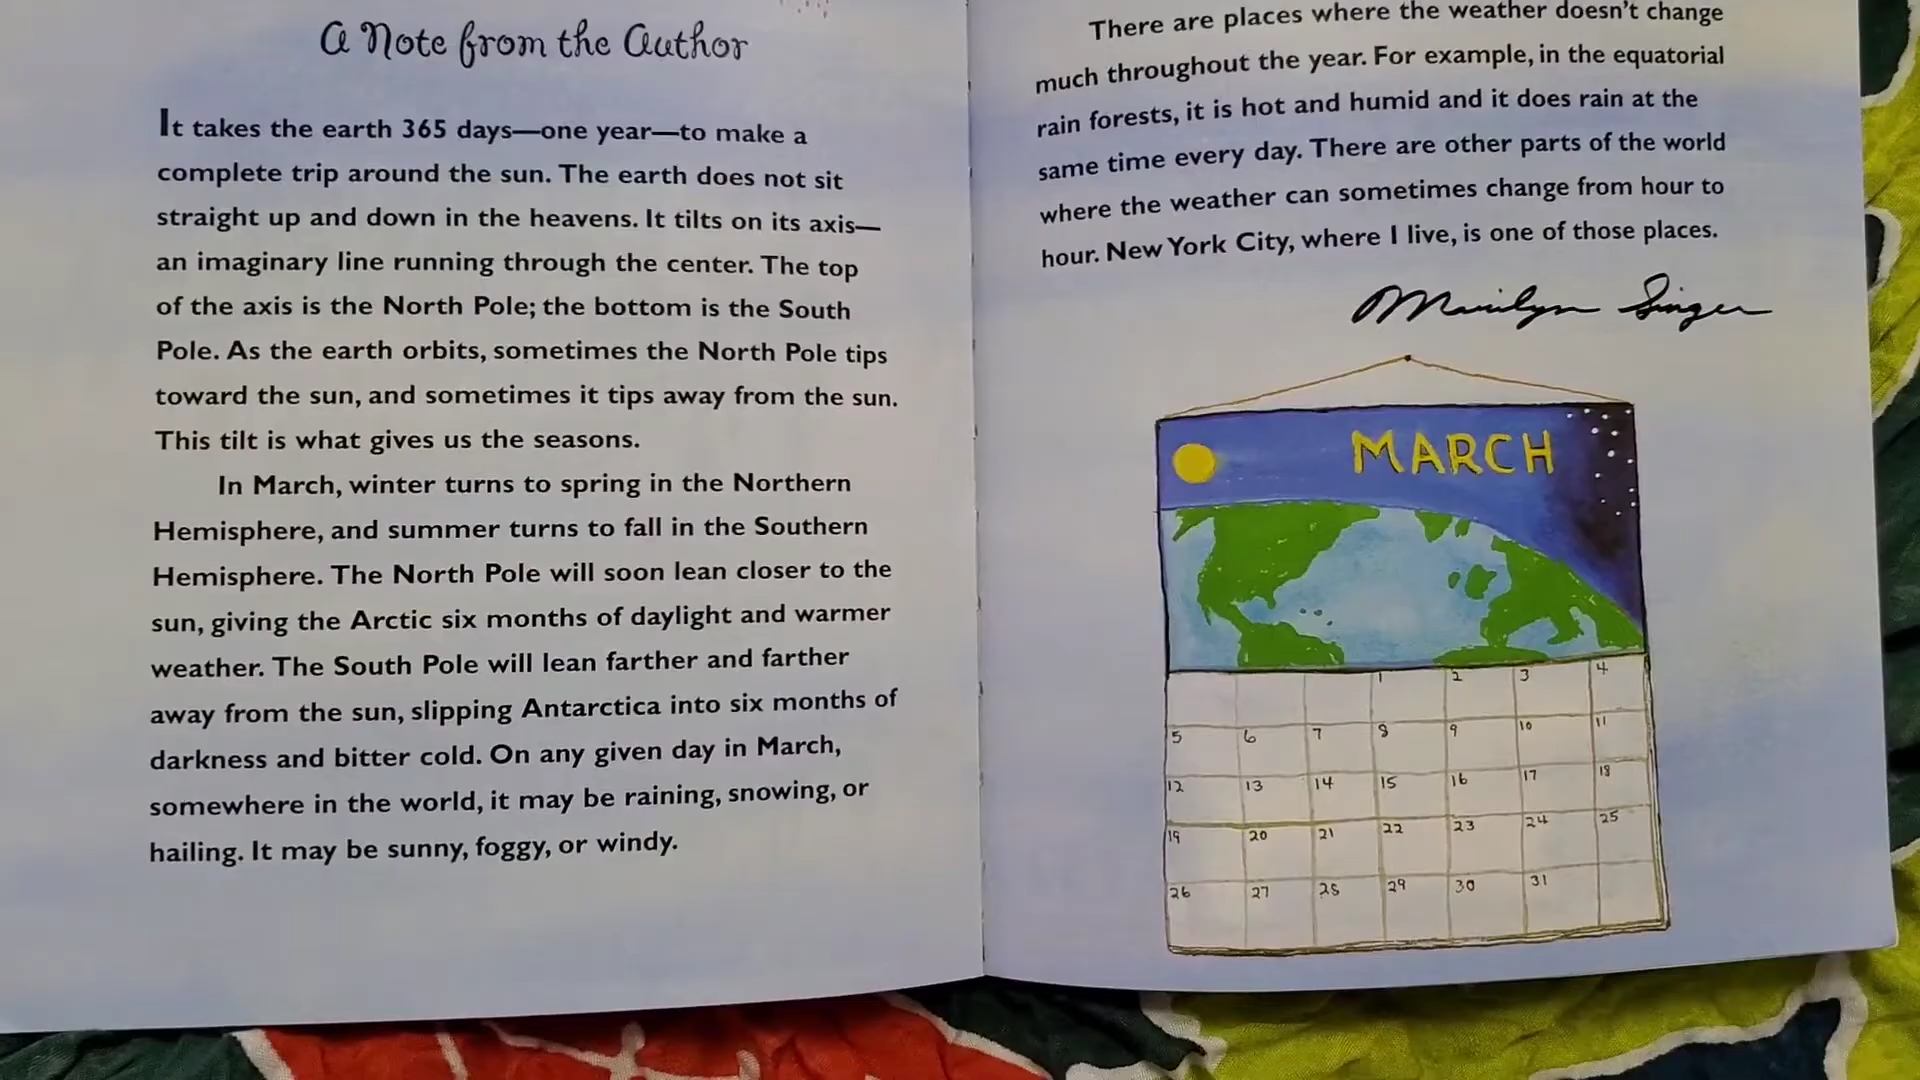 A Note from the Author
It takes the earth 365 days—one year—to make a
complete trip around the sun. The earth does not sit
straight up and down in the heavens. It tilts on its axis—
an imaginary line running through the center. The top
of the axis is the North Pole; the bottom is the South
Pole. As the earth orbits, sometimes the North Pole tips
toward the sun, and sometimes it tips away from the sun.
This tilt is what gives us the seasons.
In March, winter turns to spring in the Northern
Hemisphere, and summer turns to fall in the Southern
Hemisphere. The North Pole will soon lean closer to the
sun, giving the Arctic six months of daylight and warmer
weather. The South Pole will lean farther and farther
away from the sun, slipping Antarctica into six months of
darkness and bitter cold. On any given day in March,
somewhere in the world, it may be raining, snowing, or
hailing. It may be sunny, foggy, or windy.
There are places where the weather doesn't change
much throughout the year. For example, in the equatorial
rain forests, it is hot and humid and it does rain at the
same time every day. There are other parts of the world
where the weather can sometimes change from hour to
hour. New York City, where I live, is one of those places.
Marilyn Singer
MARCH
1 2 3 4
5 6 7 8 9 10 11
12 13 14 15 16 17 18
19 20 21 22 23 24 25
26 27 28 29 30 31